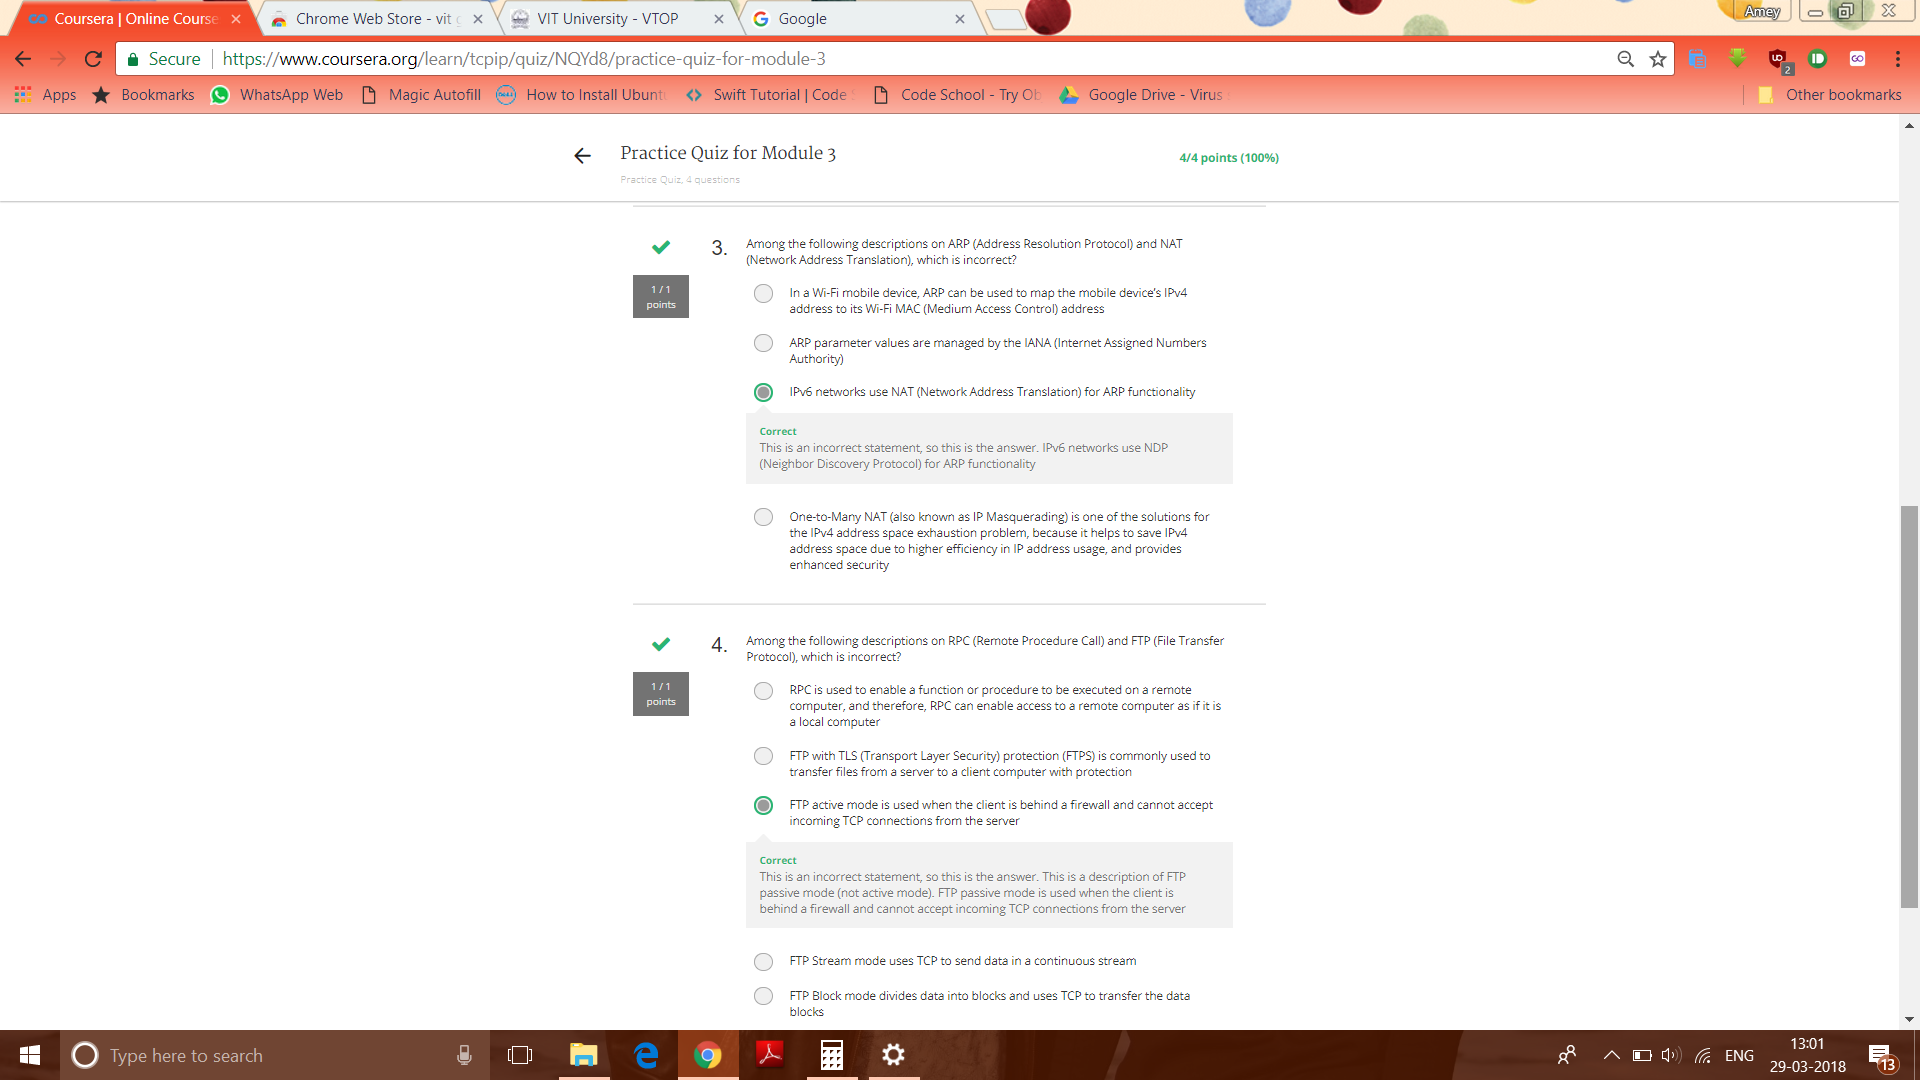 Coursera | Online Course
Chrome Web Store - vit
VIT University - VTOP
Google
Amey
Secure
https://www.coursera.org/learn/tcpip/quiz/NQYd8/practice-quiz-for-module-3
2
Apps
Bookmarks
WhatsApp Web
Magic Autofill
How to Install Ubunt
Swift Tutorial | Code
Code School - Try Ob
Google Drive - Virus
Other bookmarks
Practice Quiz for Module 3
4/4 points (100%)
Practice Quiz, 4 questions
3.
Among the following descriptions on ARP (Address Resolution Protocol) and NAT
(Network Address Translation), which is incorrect?
1 / 1
points
In a Wi-Fi mobile device, ARP can be used to map the mobile device's IPv4
address to its Wi-Fi MAC (Medium Access Control) address
ARP parameter values are managed by the IANA (Internet Assigned Numbers
Authority)
IPv6 networks use NAT (Network Address Translation) for ARP functionality
Correct
This is an incorrect statement, so this is the answer. IPv6 networks use NDP
(Neighbor Discovery Protocol) for ARP functionality
One-to-Many NAT (also known as IP Masquerading) is one of the solutions for
the IPv4 address space exhaustion problem, because it helps to save IPv4
address space due to higher efficiency in IP address usage, and provides
enhanced security
4.
Among the following descriptions on RPC (Remote Procedure Call) and FTP (File Transfer
Protocol), which is incorrect?
1 / 1
points
RPC is used to enable a function or procedure to be executed on a remote
computer, and therefore, RPC can enable access to a remote computer as if it is
a local computer
FTP with TLS (Transport Layer Security) protection (FTPS) is commonly used to
transfer files from a server to a client computer with protection
FTP active mode is used when the client is behind a firewall and cannot accept
incoming TCP connections from the server
Correct
This is an incorrect statement, so this is the answer. This is a description of FTP
passive mode (not active mode). FTP passive mode is used when the client is
behind a firewall and cannot accept incoming TCP connections from the server
FTP Stream mode uses TCP to send data in a continuous stream
FTP Block mode divides data into blocks and uses TCP to transfer the data
blocks
Type here to search
ENG
13:01
29-03-2018
13